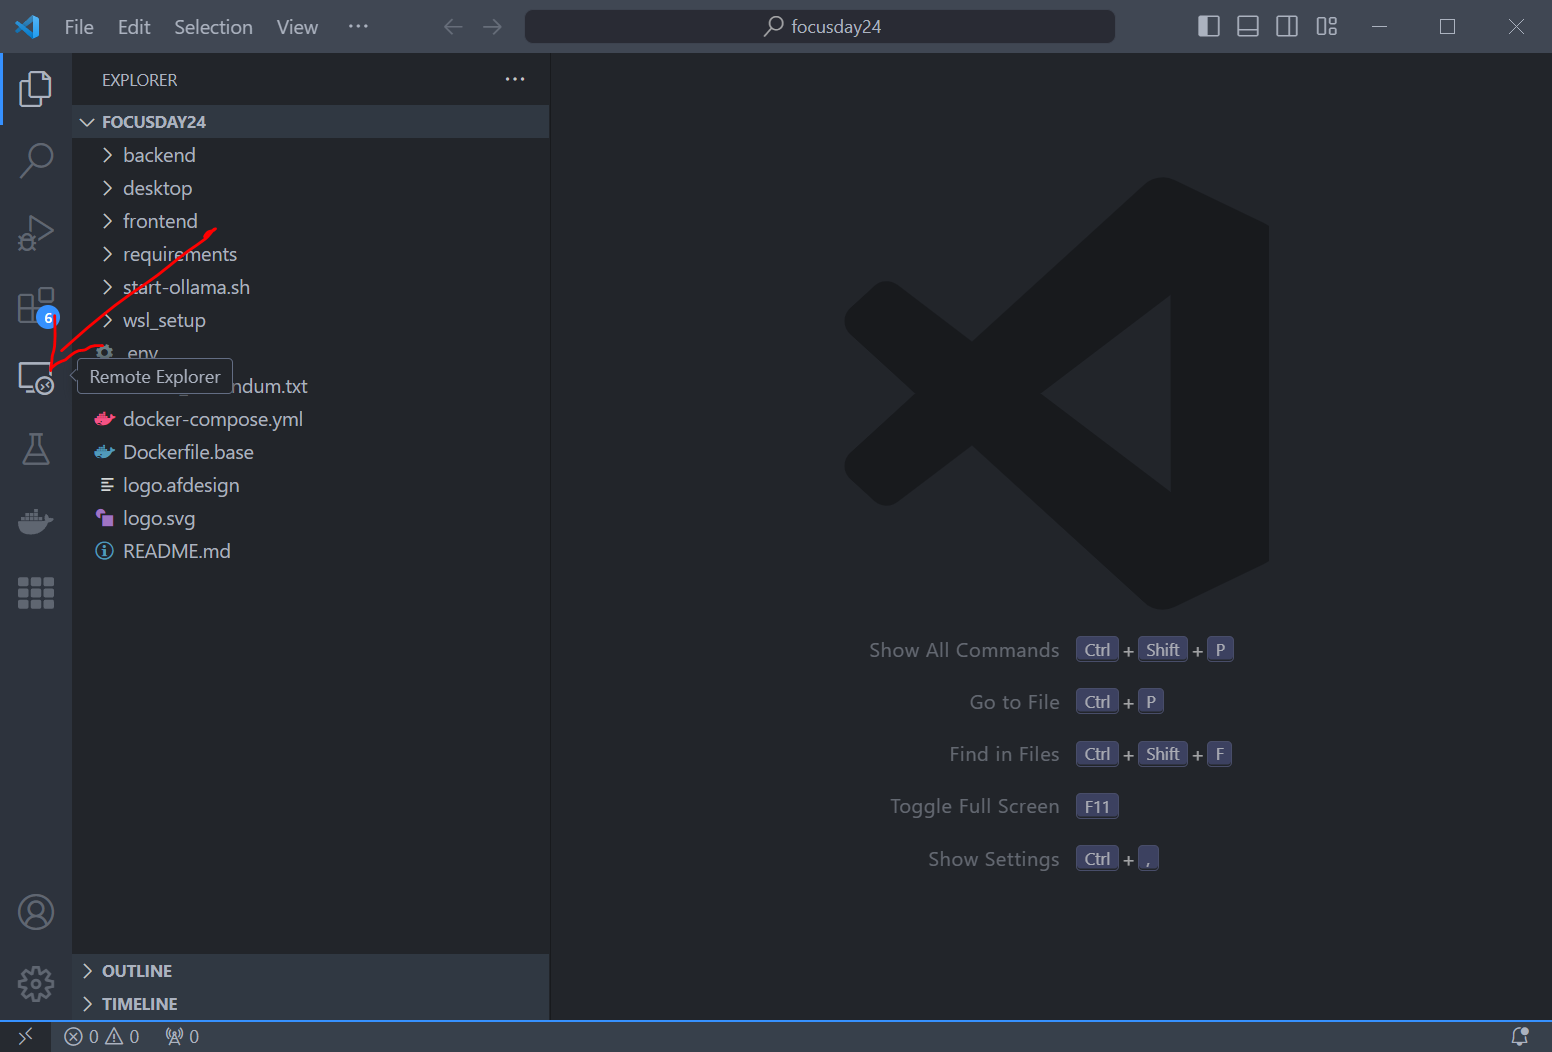 File Edit Selection View
focusday24
EXPLORER
FOCUSDAY24
backend
desktop
frontend
requirements
start-ollama.sh
wsl_setup
6
.env
Remote Explorer
ndum.txt
docker-compose.yml
Dockerfile.base
logo.afdesign
logo.svg
README.md
Show All Commands Ctrl + Shift + P
Go to File Ctrl + P
Find in Files Ctrl + Shift + F
Toggle Full Screen F11
Show Settings Ctrl + ,
OUTLINE
TIMELINE
0 0 0